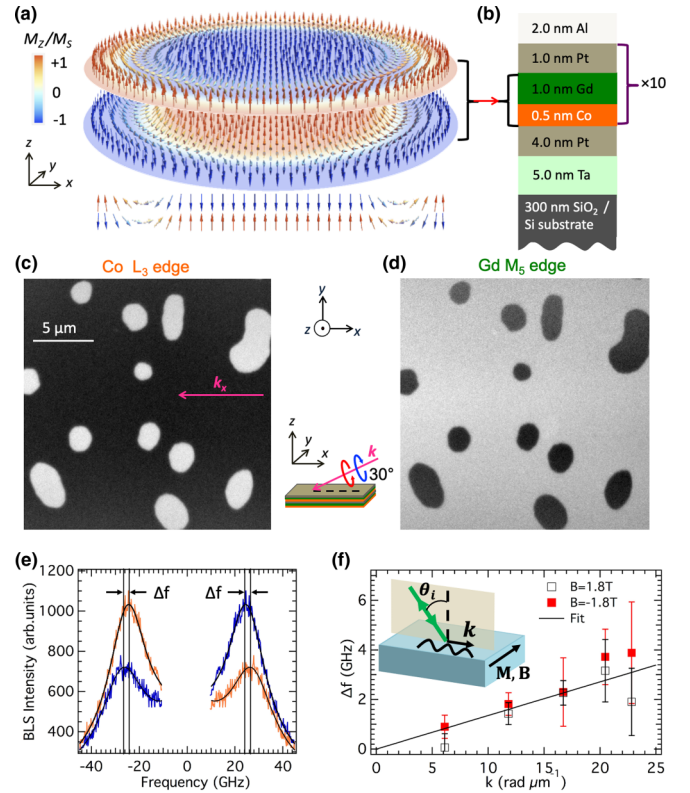 (a)
M_Z/M_S
+1
0
-1
z
y
x
(b)
2.0 nm Al
1.0 nm Pt
1.0 nm Gd
0.5 nm Co
4.0 nm Pt
5.0 nm Ta
300 nm SiO₂ /
Si substrate
×10
(c)
Co L₃ edge
5 μm
k_x
y
z
x
z
y
x
k
30°
(d)
Gd M₅ edge
(e)
BLS Intensity (arb.units)
1200
1000
800
600
400
Δf
Δf
-40
-20
0
20
40
Frequency (GHz)
(f)
Δf (GHz)
6
4
2
0
θ_i
k
M, B
B=1.8T
B=-1.8T
Fit
0
5
10
15
20
25
k (rad μm⁻¹)